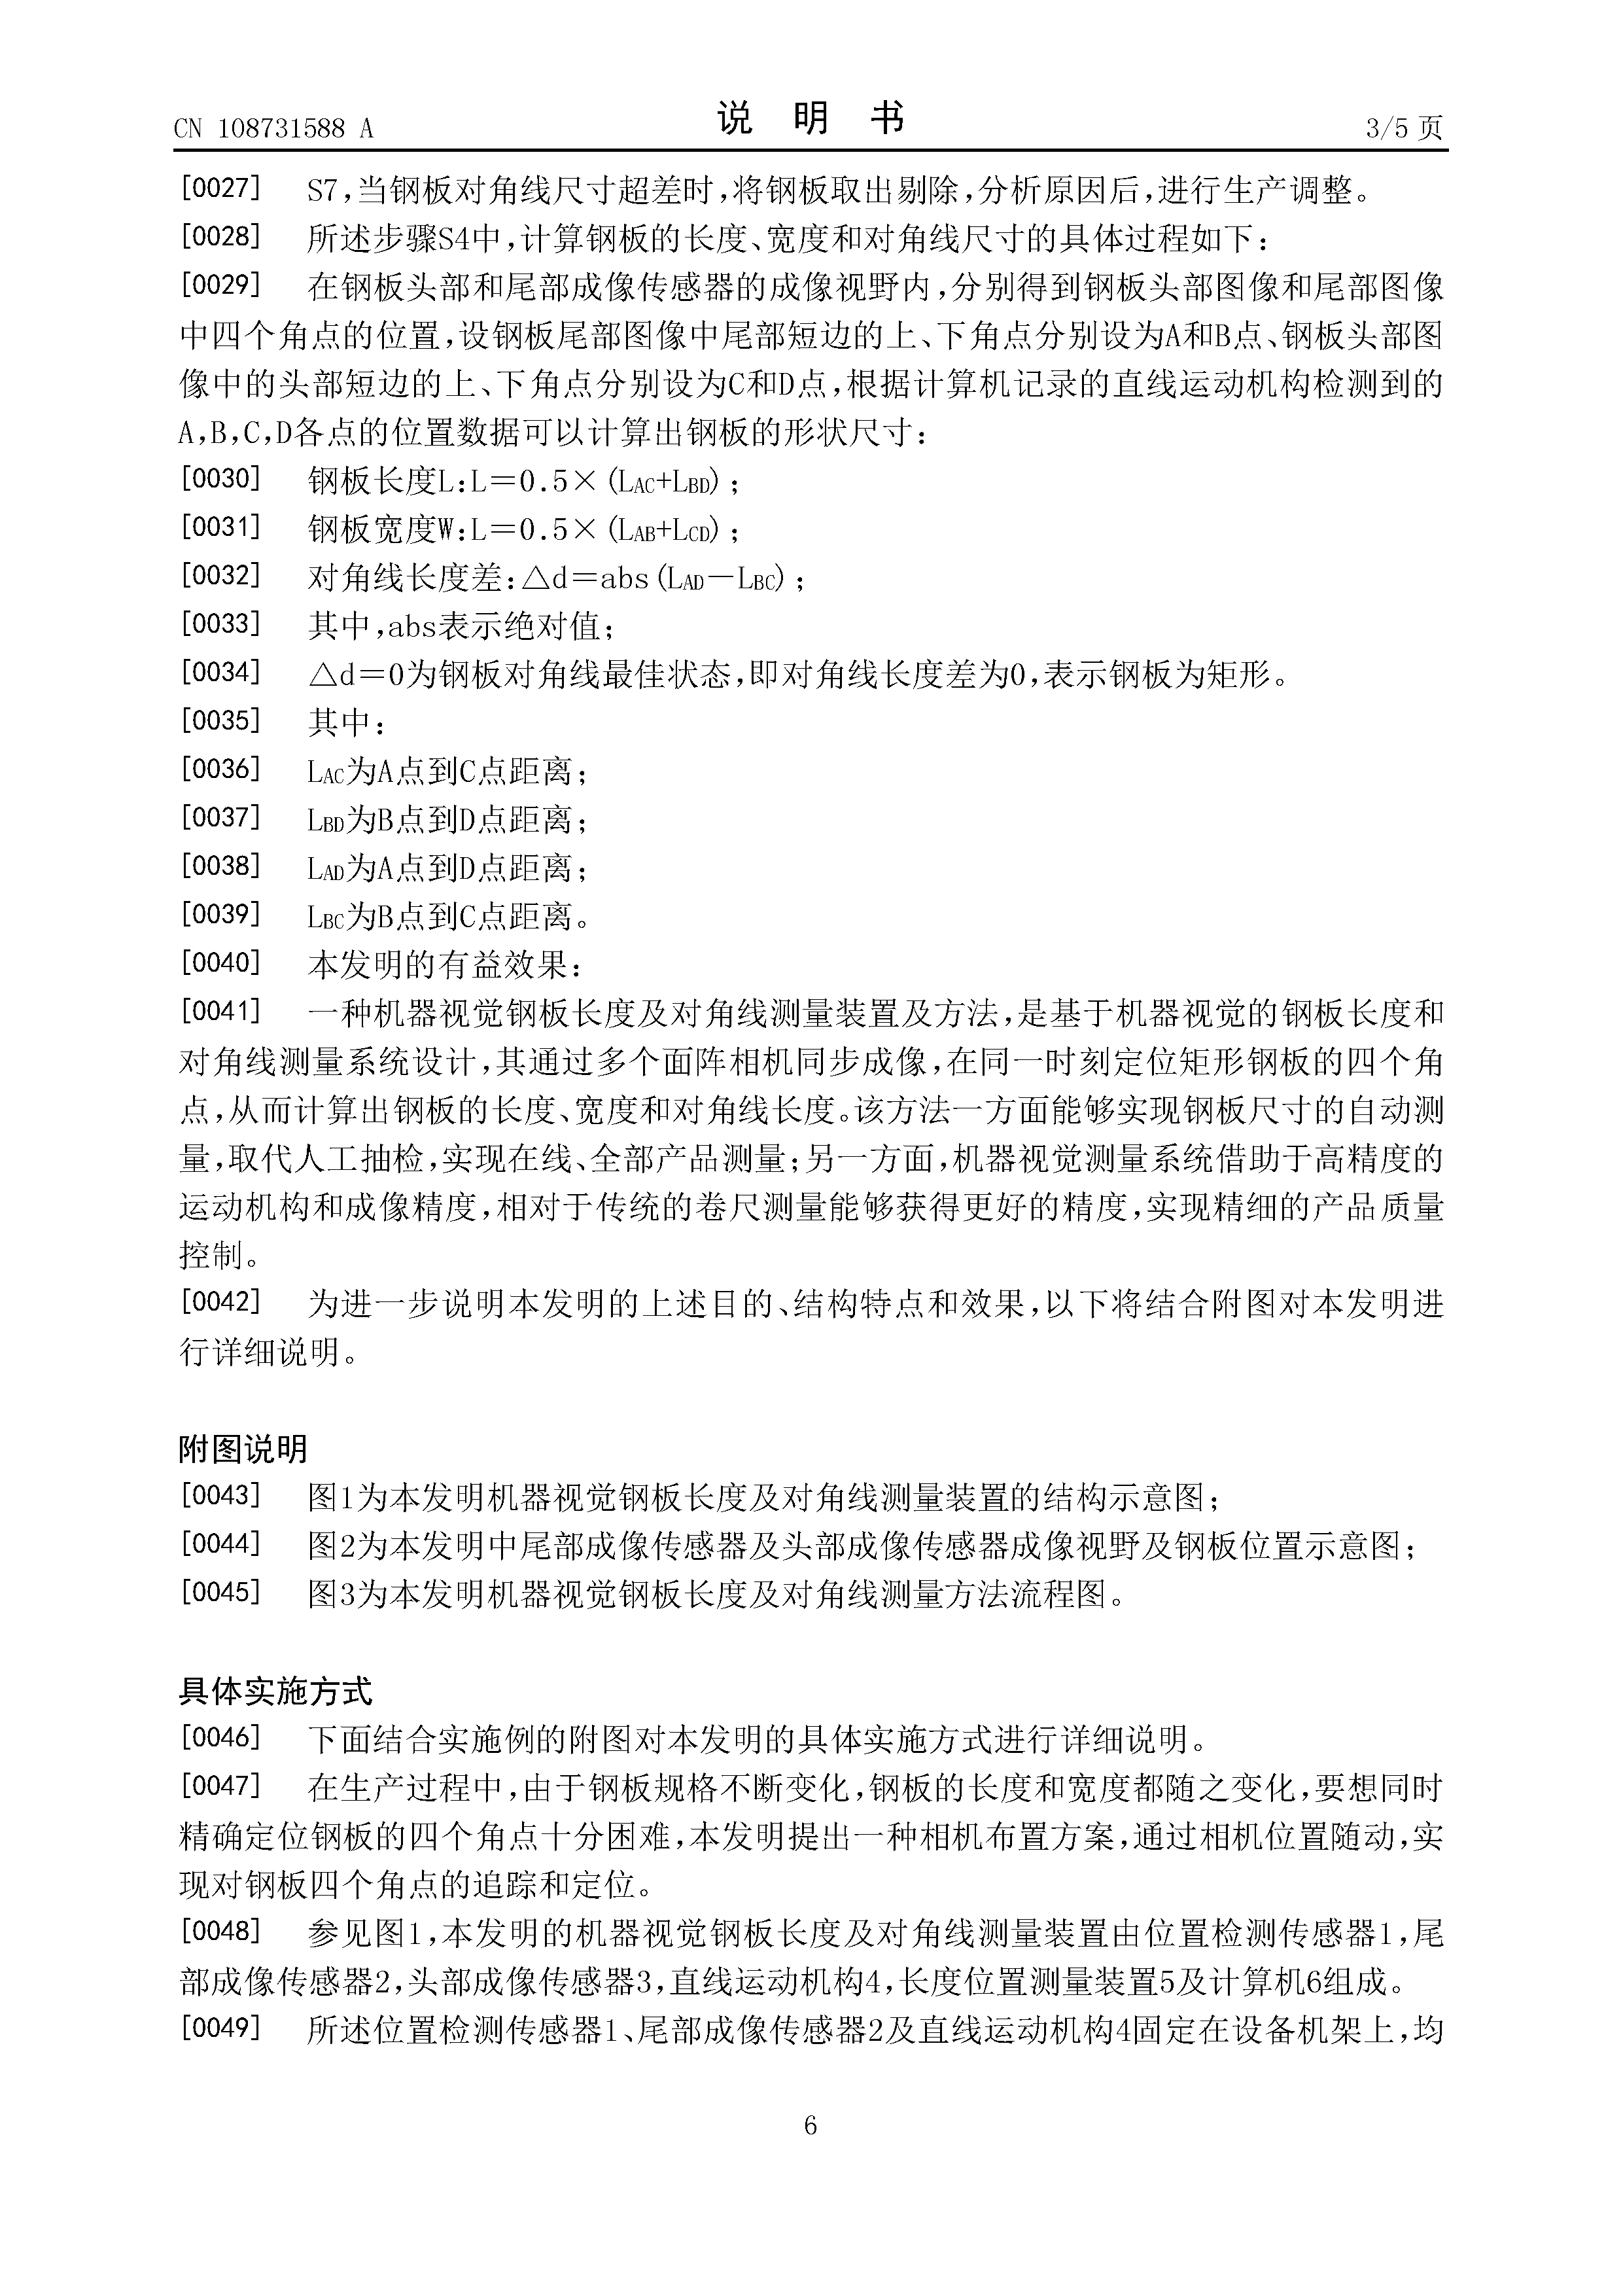 CN 108731588 A
说 明 书
3/5 页
[0027] S7,当钢板对角线尺寸超差时,将钢板取出剔除,分析原因后,进行生产调整。
[0028] 所述步骤S4中,计算钢板的长度、宽度和对角线尺寸的具体过程如下:
[0029] 在钢板头部和尾部成像传感器的成像视野内,分别得到钢板头部图像和尾部图像
中四个角点的位置,设钢板尾部图像中尾部短边的上、下角点分别设为A和B点、钢板头部图
像中的头部短边的上、下角点分别设为C和D点,根据计算机记录的直线运动机构检测到的
A,B,C,D各点的位置数据可以计算出钢板的形状尺寸:
[0030] 钢板长度L:L=0.5×(LAC+LBD);
[0031] 钢板宽度W:L=0.5×(LAB+LCD);
[0032] 对角线长度差:△d=abs(LAD-LBC);
[0033] 其中,abs表示绝对值;
[0034] △d=0为钢板对角线最佳状态,即对角线长度差为0,表示钢板为矩形。
[0035] 其中:
[0036] LAC为A点到C点距离;
[0037] LBD为B点到D点距离;
[0038] LAD为A点到D点距离;
[0039] LBC为B点到C点距离。
[0040] 本发明的有益效果:
[0041] 一种机器视觉钢板长度及对角线测量装置及方法,是基于机器视觉的钢板长度和
对角线测量系统设计,其通过多个面阵相机同步成像,在同一时刻定位矩形钢板的四个角
点,从而计算出钢板的长度、宽度和对角线长度。该方法一方面能够实现钢板尺寸的自动测
量,取代人工抽检,实现在线、全部产品测量;另一方面,机器视觉测量系统借助于高精度的
运动机构和成像精度,相对于传统的卷尺测量能够获得更好的精度,实现精细的产品质量
控制。
[0042] 为进一步说明本发明的上述目的、结构特点和效果,以下将结合附图对本发明进
行详细说明。
附图说明
[0043] 图1为本发明机器视觉钢板长度及对角线测量装置的结构示意图;
[0044] 图2为本发明中尾部成像传感器及头部成像传感器成像视野及钢板位置示意图;
[0045] 图3为本发明机器视觉钢板长度及对角线测量方法流程图。
具体实施方式
[0046] 下面结合实施例的附图对本发明的具体实施方式进行详细说明。
[0047] 在生产过程中,由于钢板规格不断变化,钢板的长度和宽度都随之变化,要想同时
精确定位钢板的四个角点十分困难,本发明提出一种相机布置方案,通过相机位置随动,实
现对钢板四个角点的追踪和定位。
[0048] 参见图1,本发明的机器视觉钢板长度及对角线测量装置由位置检测传感器1,尾
部成像传感器2,头部成像传感器3,直线运动机构4,长度位置测量装置5及计算机6组成。
[0049] 所述位置检测传感器1、尾部成像传感器2及直线运动机构4固定在设备机架上,均
6